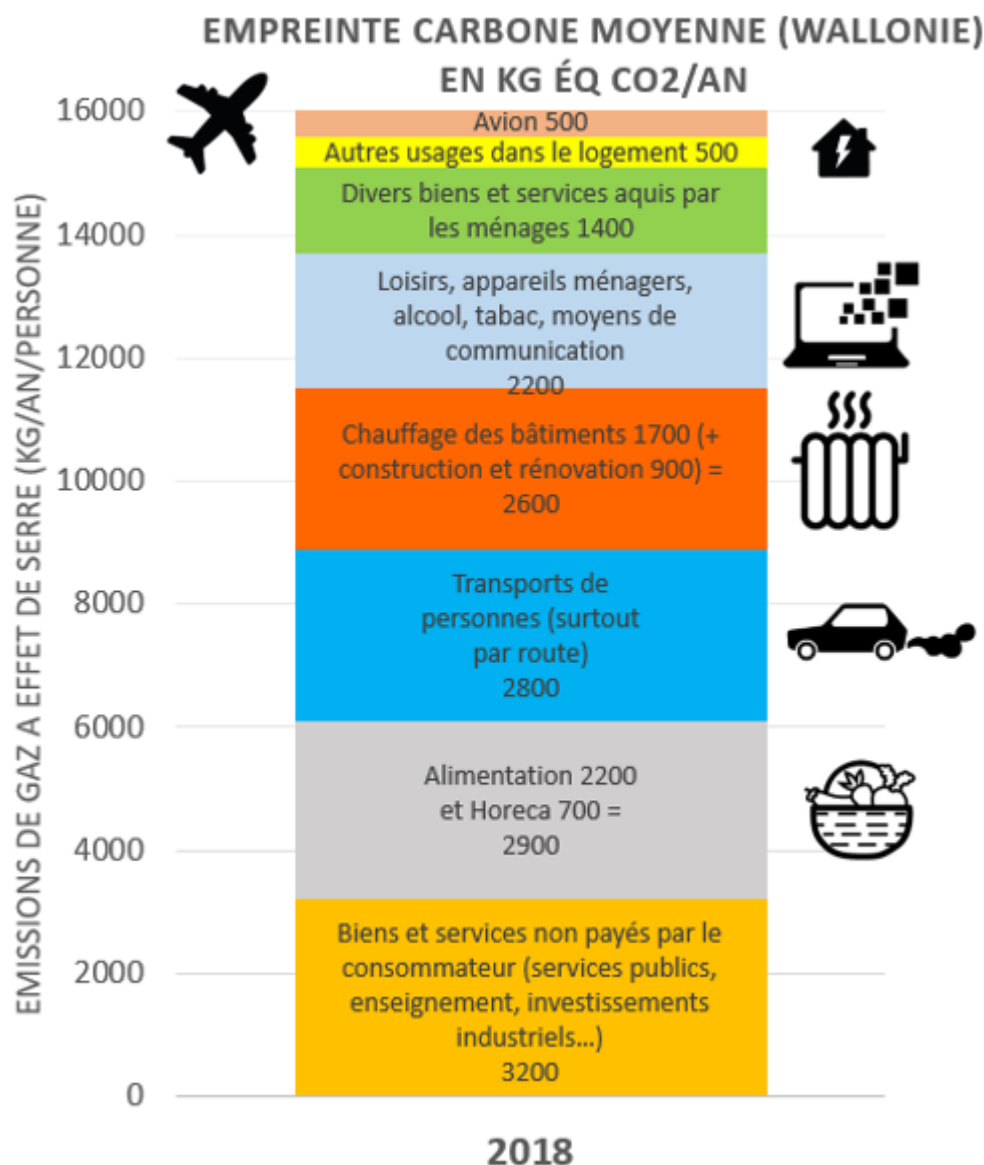 EMPREINTE CARBONE MOYENNE (WALLONIE)
EN KG ÉQ CO2/AN
EMISSIONS DE GAZ A EFFET DE SERRE (KG/AN/PERSONNE)
16000
14000
12000
10000
8000
6000
4000
2000
0
Avion 500
Autres usages dans le logement 500
Divers biens et services aquis par
les ménages 1400
Loisirs, appareils ménagers,
alcool, tabac, moyens de
communication
2200
Chauffage des bâtiments 1700 (+
construction et rénovation 900) =
2600
Transports de
personnes (surtout
par route)
2800
Alimentation 2200
et Horeca 700 =
2900
Biens et services non payés par le
consommateur (services publics,
enseignement, investissements
industriels...)
3200
2018